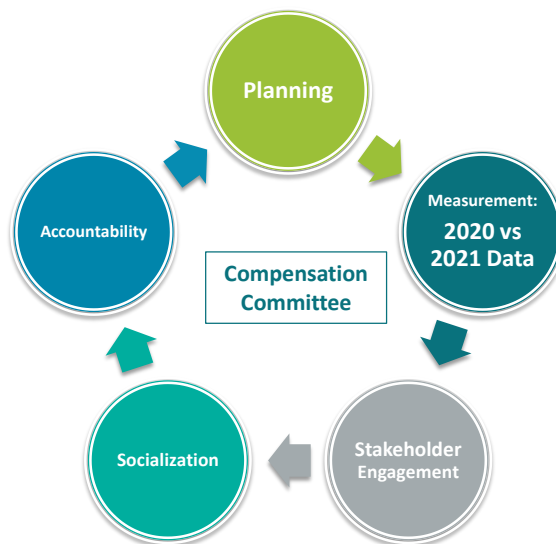 Planning
Measurement:
2020 vs
2021 Data
Accountability
Compensation
Committee
Stakeholder
Engagement
Socialization